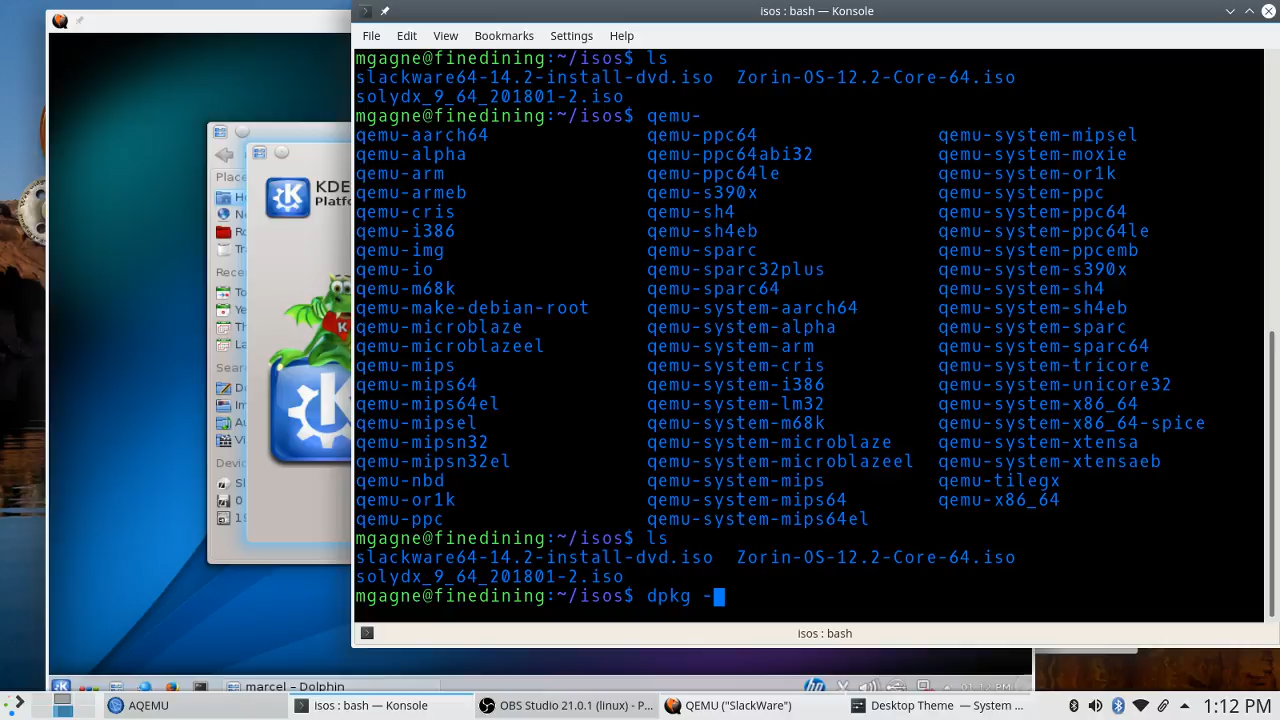 isos : bash — Konsole
File Edit View Bookmarks Settings Help
mgagne@finedining:~/isos$ ls
slackware64-14.2-install-dvd.iso Zorin-OS-12.2-Core-64.iso
solydx_9_64_201801-2.iso
mgagne@finedining:~/isos$ qemu-
qemu-aarch64 qemu-ppc64 qemu-system-mipsel
qemu-alpha qemu-ppc64abi32 qemu-system-moxie
qemu-arm qemu-ppc64le qemu-system-or1k
qemu-armeb qemu-s390x qemu-system-ppc
qemu-cris qemu-sh4 qemu-system-ppc64
qemu-i386 qemu-sh4eb qemu-system-ppc64le
qemu-img qemu-sparc qemu-system-ppcemb
qemu-io qemu-sparc32plus qemu-system-s390x
qemu-m68k qemu-sparc64 qemu-system-sh4
qemu-make-debian-root qemu-system-aarch64 qemu-system-sh4eb
qemu-microblaze qemu-system-alpha qemu-system-sparc
qemu-microblazeel qemu-system-arm qemu-system-sparc64
qemu-mips qemu-system-cris qemu-system-tricore
qemu-mips64 qemu-system-i386 qemu-system-unicore32
qemu-mips64el qemu-system-lm32 qemu-system-x86_64
qemu-mipsel qemu-system-m68k qemu-system-x86_64-spice
qemu-mipsn32 qemu-system-microblaze qemu-system-xtensa
qemu-mipsn32el qemu-system-microblazeel qemu-system-xtensaeb
qemu-nbd qemu-system-mips qemu-tilegx
qemu-or1k qemu-system-mips64 qemu-x86_64
qemu-ppc qemu-system-mips64el
mgagne@finedining:~/isos$ ls
slackware64-14.2-install-dvd.iso Zorin-OS-12.2-Core-64.iso
solydx_9_64_201801-2.iso
mgagne@finedining:~/isos$ dpkg -
isos : bash
KDE
Platfo
Place
Rece
Sear
Devic
marcel – Dolphin
01:12 PM
AQEMU isos : bash — Konsole OBS Studio 21.0.1 (linux) - P... QEMU ("SlackWare") Desktop Theme — System ... 1:12 PM